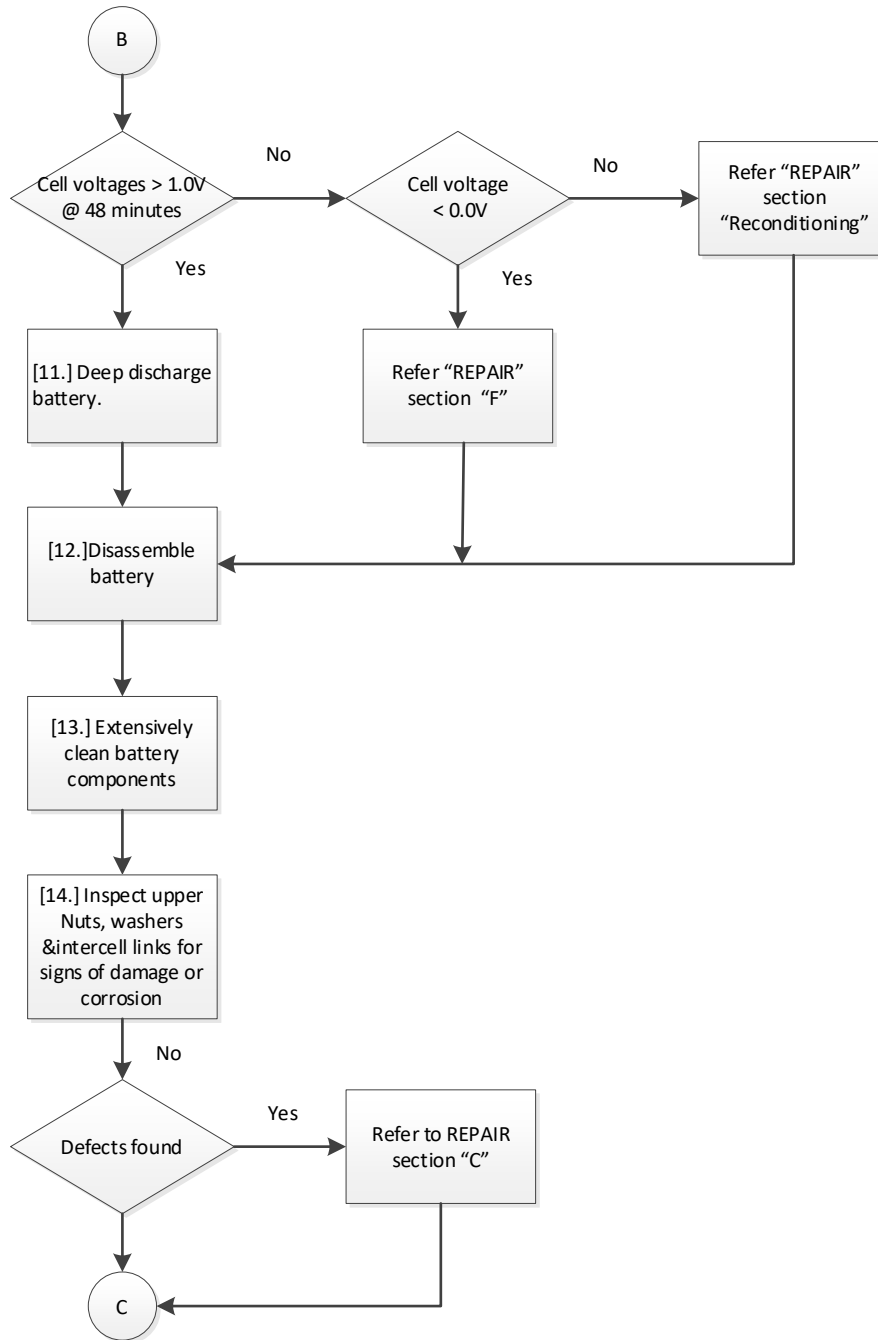 B
Cell voltages > 1.0V
@ 48 minutes
No
Cell voltage
< 0.0V
No
Refer “REPAIR”
section
“Reconditioning”
Yes
Yes
[11.] Deep discharge
battery.
Refer “REPAIR”
section “F”
[12.]Disassemble
battery
[13.] Extensively
clean battery
components
[14.] Inspect upper
Nuts, washers
&intercell links for
signs of damage or
corrosion
No
Defects found
Yes
Refer to REPAIR
section “C”
C